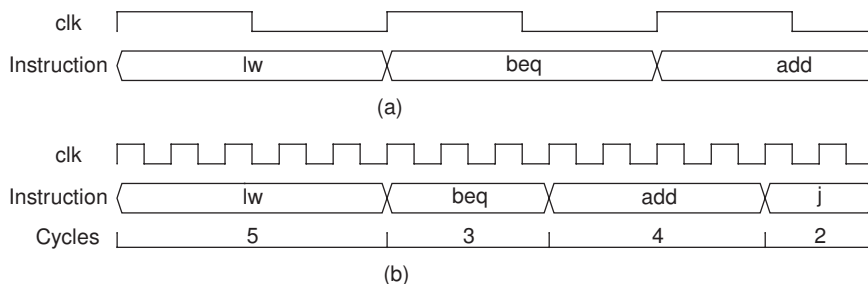 clk
Instruction lw beq add
(a)
clk
Instruction lw beq add j
Cycles 5 3 4 2
(b)